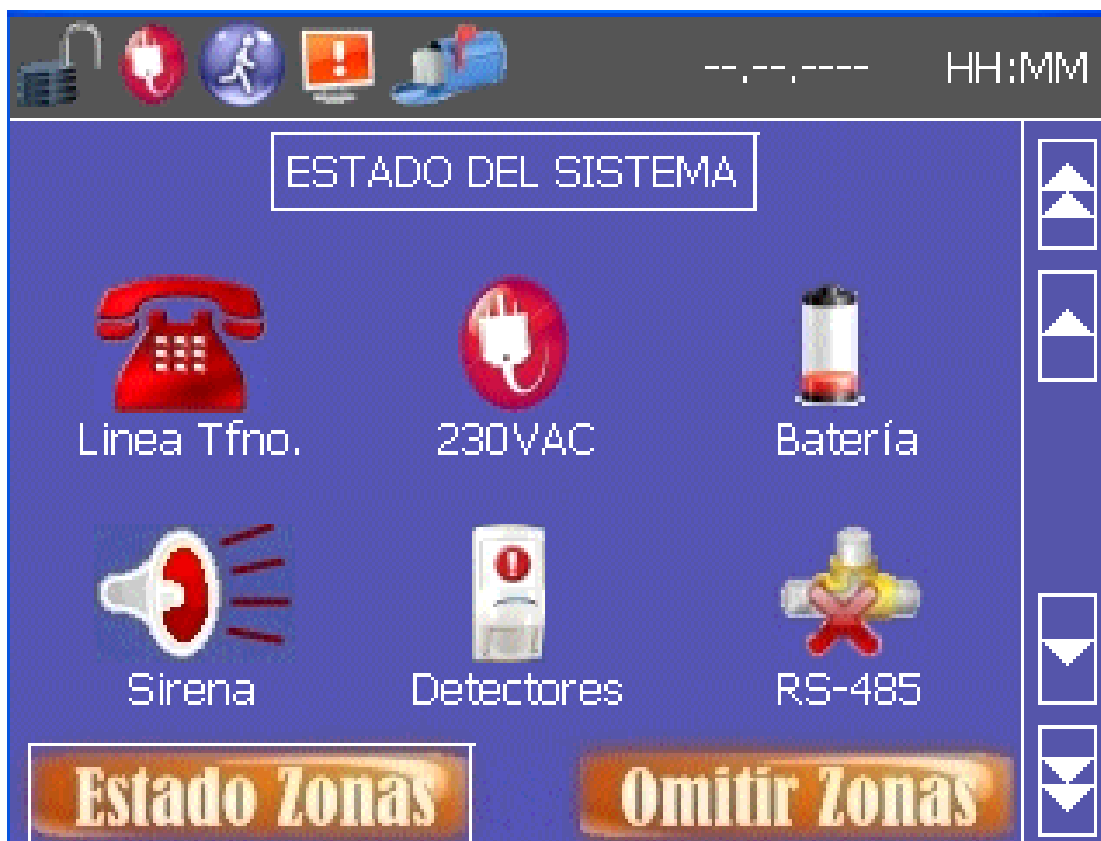 --.--.---- HH:MM
ESTADO DEL SISTEMA
Linea Tfno. 230VAC Batería
Sirena Detectores RS-485
Estado Zonas Omitir Zonas